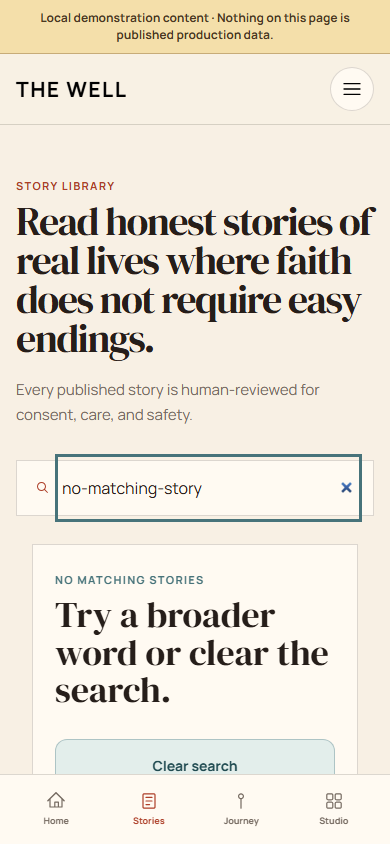 Local demonstration content · Nothing on this page is
published production data.
THE WELL
STORY LIBRARY
Read honest stories of
real lives where faith
does not require easy
endings.
Every published story is human-reviewed for
consent, care, and safety.
no-matching-story
NO MATCHING STORIES
Try a broader
word or clear the
search.
Clear search
Home
Stories
Journey
Studio